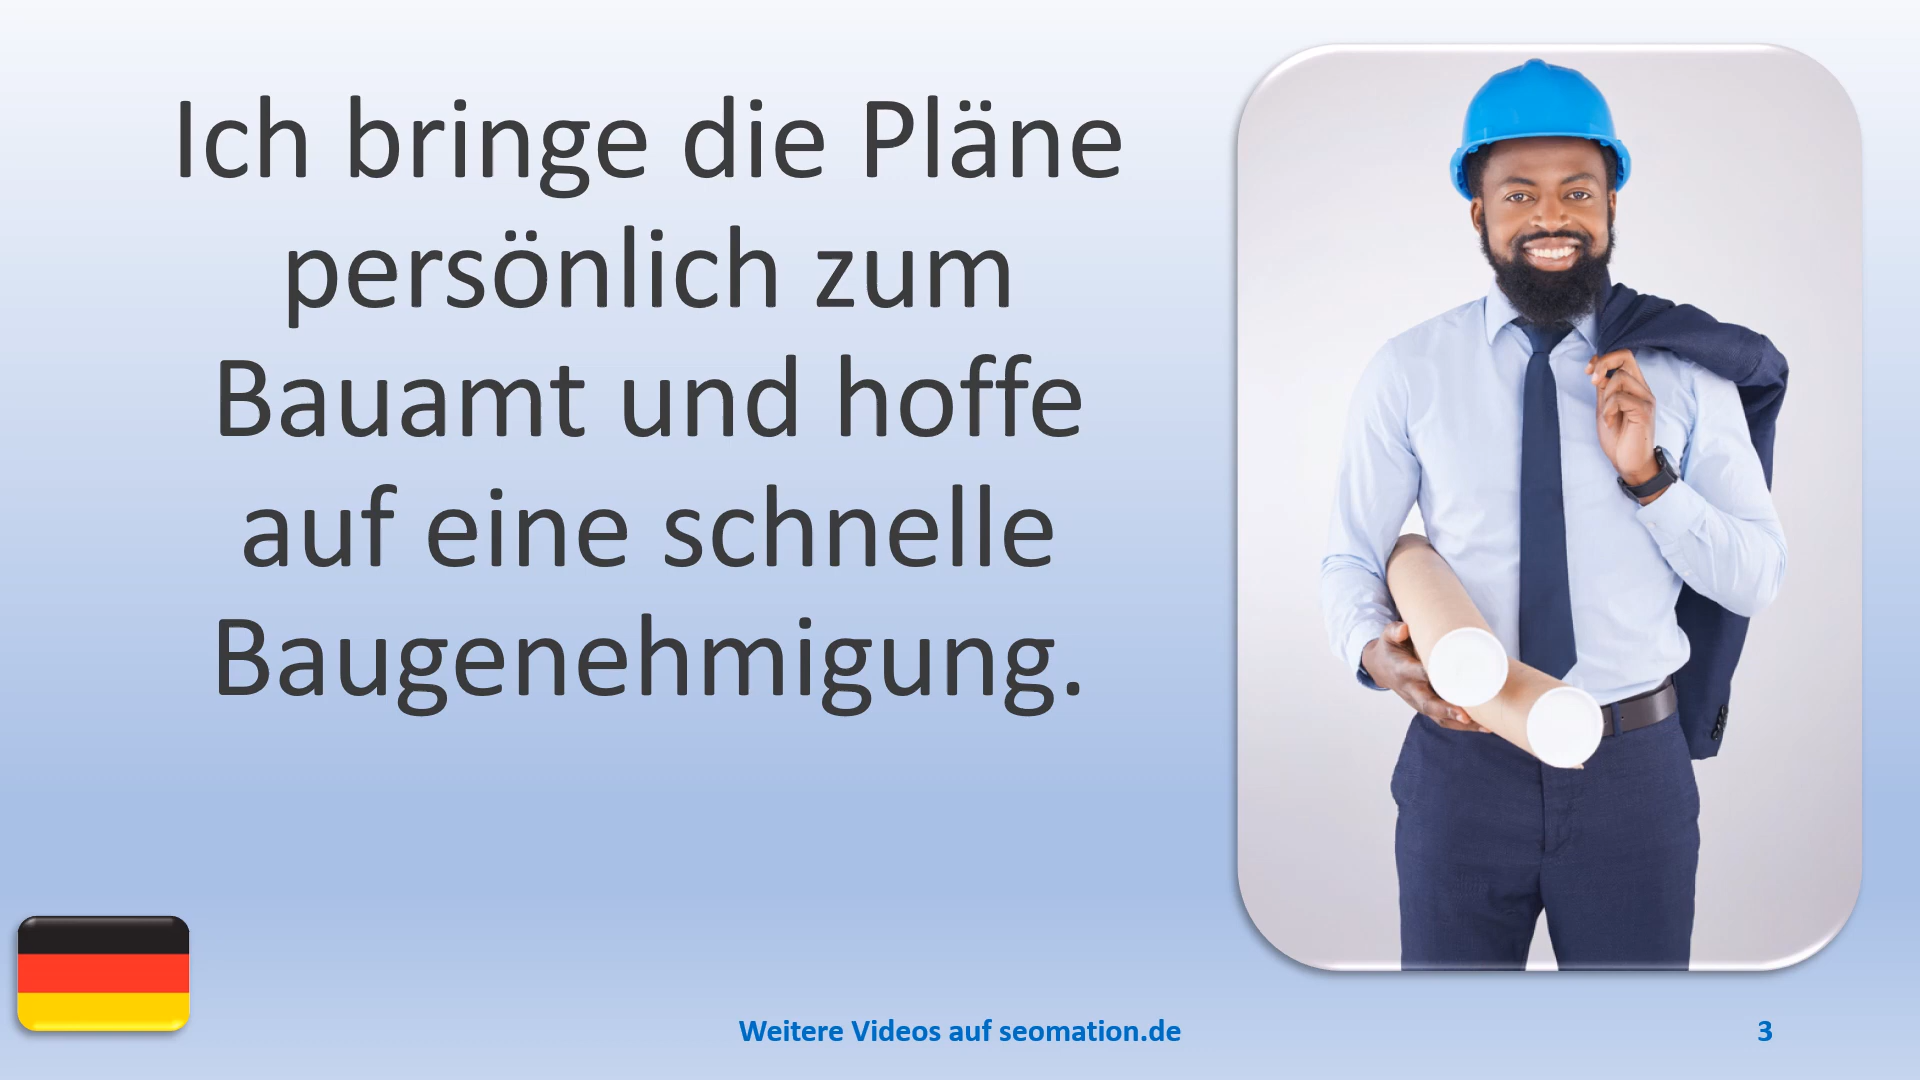 Ich bringe die Pläne
persönlich zum
Bauamt und hoffe
auf eine schnelle
Baugenehmigung.
Weitere Videos auf seomation.de
3